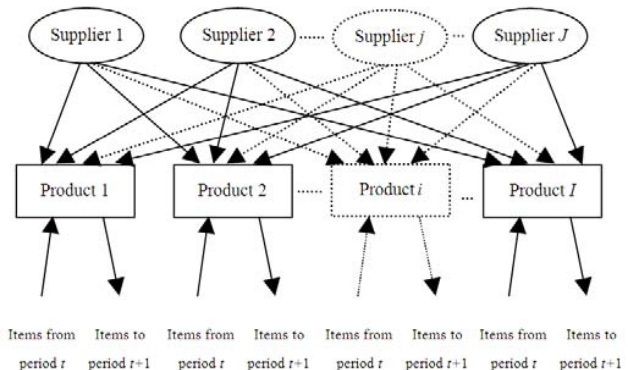 Supplier 1 Supplier 2 ..... Supplier j ... Supplier J
Product 1 Product 2 ..... Product i ... Product I
Items from Items to Items from Items to Items from Items to Items from Items to
period t period t+1 period t period t+1 period t period t+1 period t period t+1